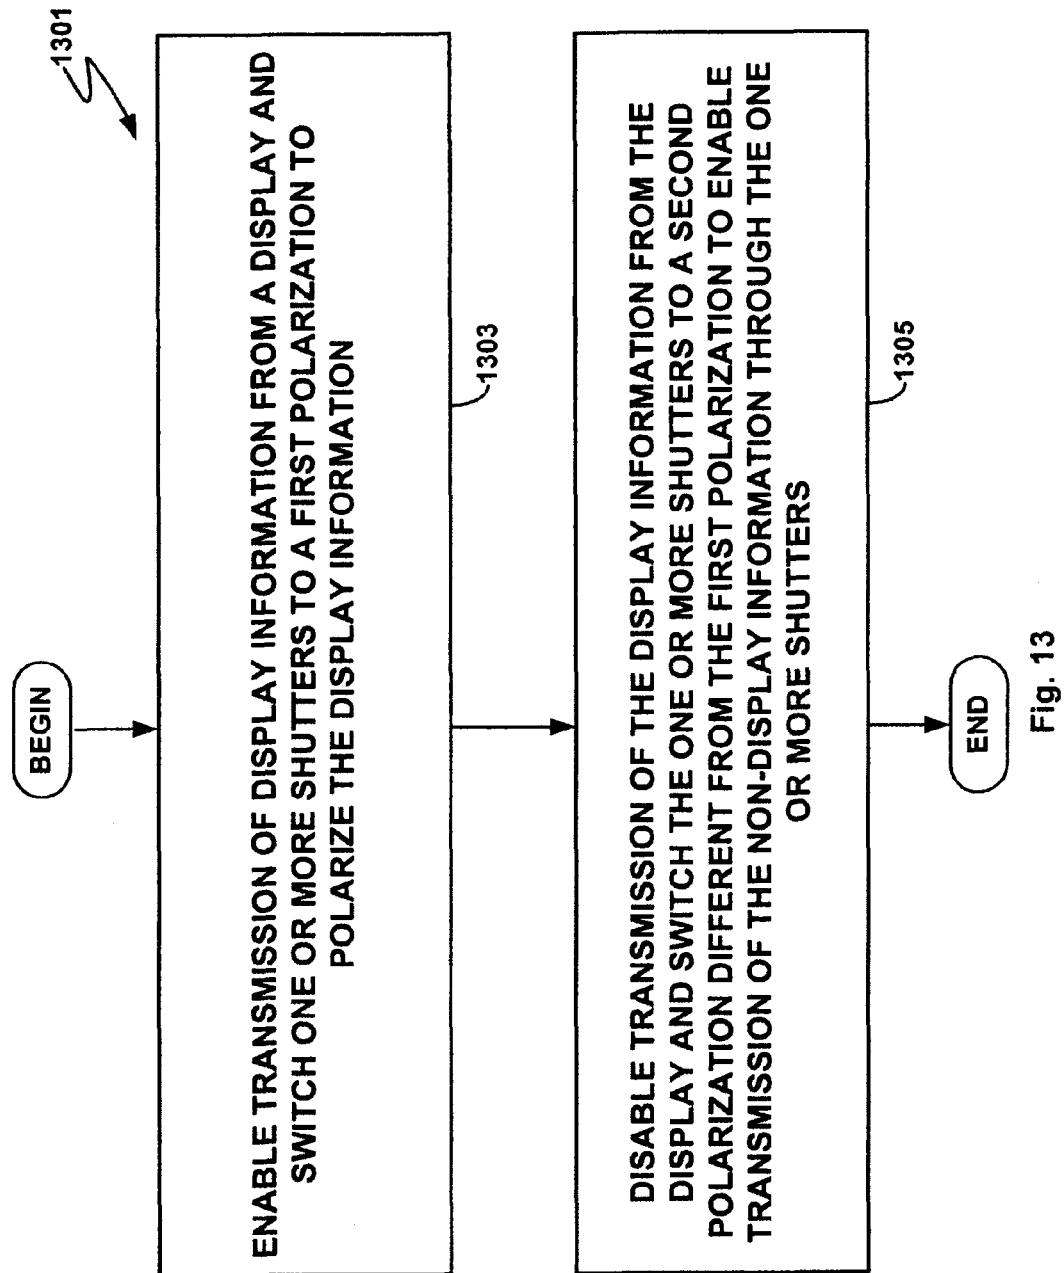 1301
BEGIN
ENABLE TRANSMISSION OF DISPLAY INFORMATION FROM A DISPLAY AND
SWITCH ONE OR MORE SHUTTERS TO A FIRST POLARIZATION TO
POLARIZE THE DISPLAY INFORMATION
1303
DISABLE TRANSMISSION OF THE DISPLAY INFORMATION FROM THE
DISPLAY AND SWITCH THE ONE OR MORE SHUTTERS TO A SECOND
POLARIZATION DIFFERENT FROM THE FIRST POLARIZATION TO ENABLE
TRANSMISSION OF THE NON-DISPLAY INFORMATION THROUGH THE ONE
OR MORE SHUTTERS
1305
END
Fig. 13